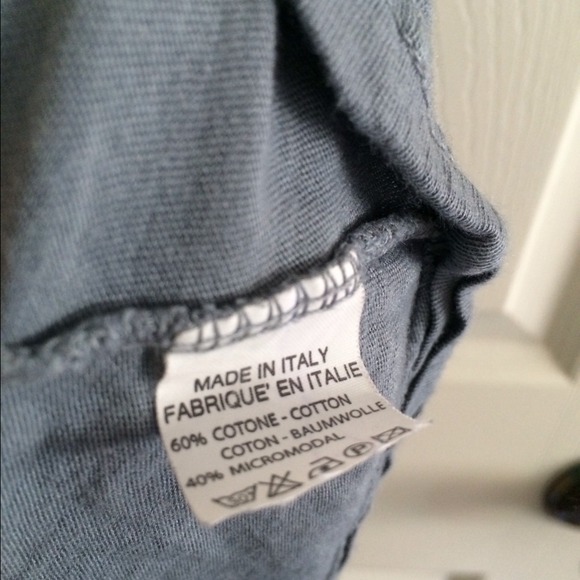 MADE IN ITALY
FABRIQUE' EN ITALIE
60% COTONE - COTTON
COTON - BAUMWOLLE
40% MICROMODAL